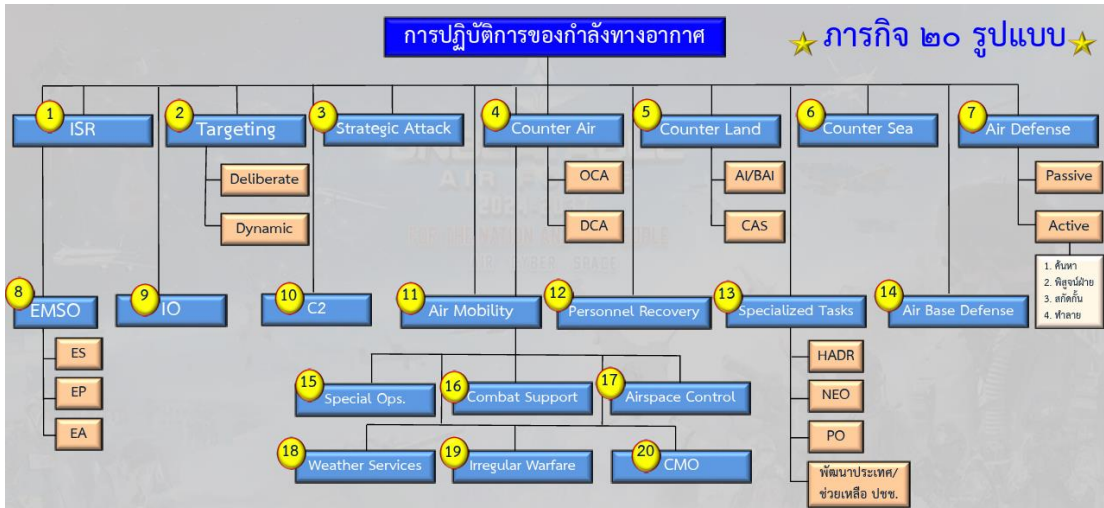 การปฏิบัติการของกำลังทางอากาศ
ภารกิจ ๒๐ รูปแบบ
1
ISR
2
Targeting
3
Strategic Attack
4
Counter Air
5
Counter Land
6
Counter Sea
7
Air Defense
Deliberate
Dynamic
OCA
DCA
AI/BAI
CAS
Passive
Active
1. ค้นหา
2. พิสูจน์ฝ่าย
3. สกัดกั้น
4. ทำลาย
AIR FORCE
8
EMSO
9
IO
10
C2
11
Air Mobility
12
Personnel Recovery
13
Specialized Tasks
14
Air Base Defense
ES
EP
EA
HADR
NEO
PO
พัฒนาประเทศ/
ช่วยเหลือ ปชช.
15
Special Ops.
16
Combat Support
17
Airspace Control
18
Weather Services
19
Irregular Warfare
20
CMO